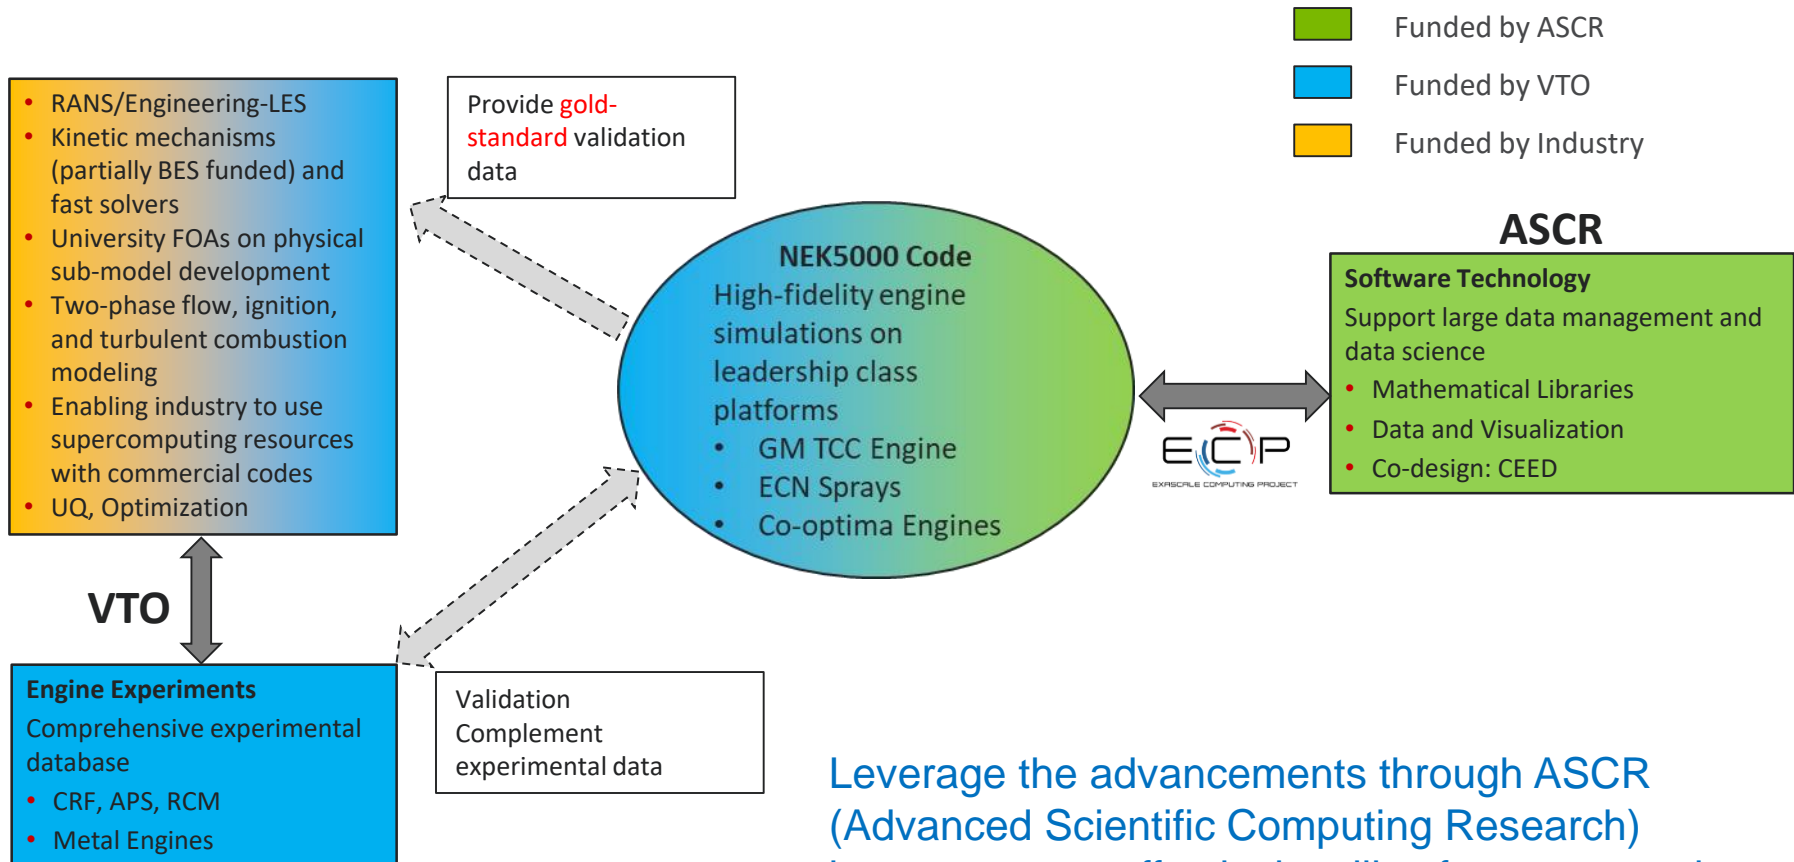 Funded by ASCR
Funded by VTO
Funded by Industry
• RANS/Engineering-LES
• Kinetic mechanisms
(partially BES funded) and
fast solvers
• University FOAs on physical
sub-model development
• Two-phase flow, ignition,
and turbulent combustion
modeling
• Enabling industry to use
supercomputing resources
with commercial codes
• UQ, Optimization
Provide gold-
standard validation
data
NEK5000 Code
High-fidelity engine
simulations on
leadership class
platforms
• GM TCC Engine
• ECN Sprays
• Co-optima Engines
ECP
EXASCALE COMPUTING PROJECT
ASCR
Software Technology
Support large data management and
data science
• Mathematical Libraries
• Data and Visualization
• Co-design: CEED
VTO
Engine Experiments
Comprehensive experimental
database
• CRF, APS, RCM
• Metal Engines
Validation
Complement
experimental data
Leverage the advancements through ASCR
(Advanced Scientific Computing Research)